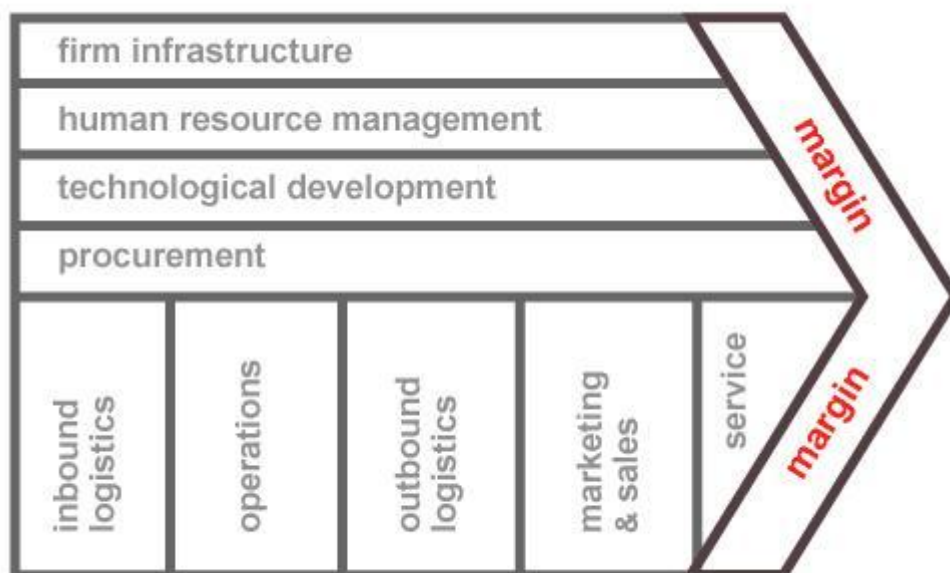 firm infrastructure
human resource management
technological development
procurement
inbound
logistics
operations
outbound
logistics
marketing
& sales
service
margin
margin